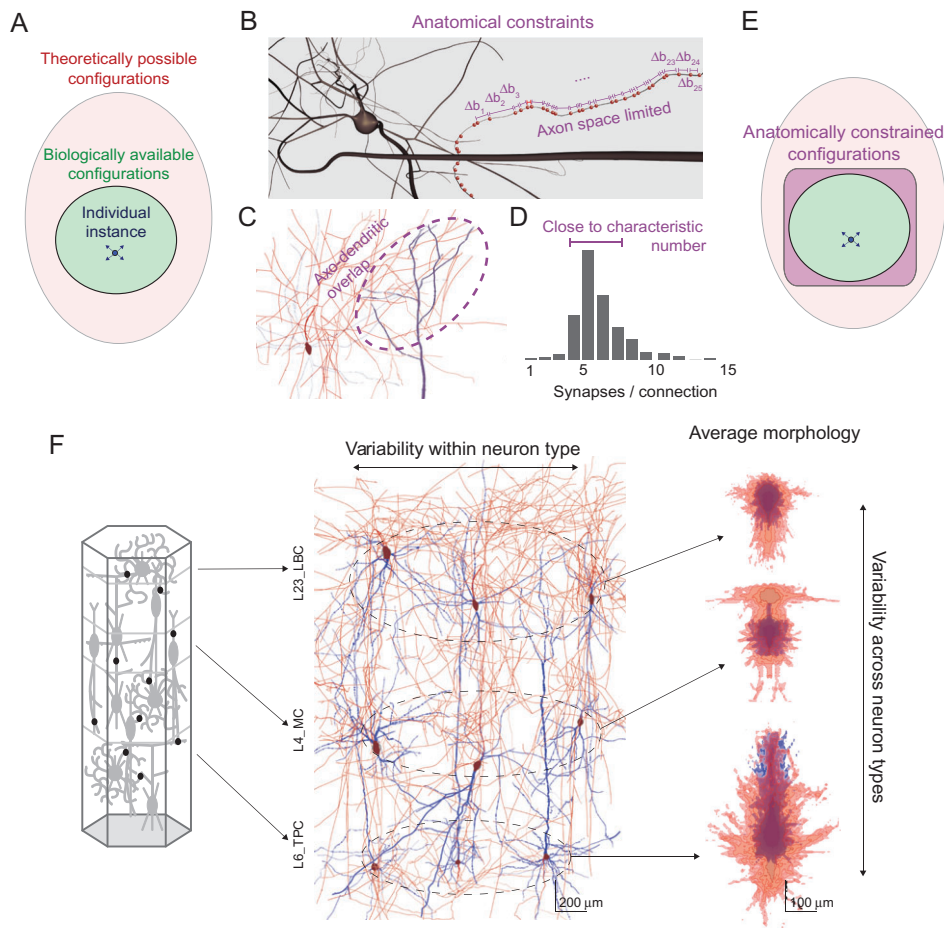 A
Theoretically possible
configurations
Biologically available
configurations
Individual
instance
B
Anatomical constraints
Δb1
Δb2
Δb3
....
Δb23
Δb24
Δb25
Axon space limited
C
Axo-dendritic
overlap
D
Close to characteristic
number
1
5
10
15
Synapses / connection
E
Anatomically constrained
configurations
F
Variability within neuron type
Average morphology
L23_LBC
L4_MC
L6_TPC
Variability across neuron types
200 μm
100 μm